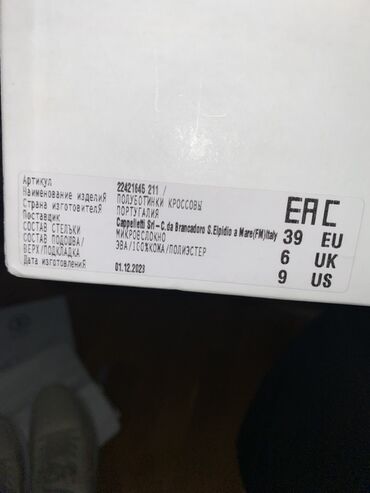 Артикул 22421645 211 /
Наименование изделия ПОЛУБОТИНКИ КРОССОВЫ
Страна изготовителя ПОРТУГАЛИЯ
Поставщик Cappelletti Srl- C.da Brancadoro S.Elpidio a Mare(FM)Italy
СОСТАВ СТЕЛЬКИ МИКРОВОЛОКНО
СОСТАВ ПОДОШВА/ ЭВА/100%КОЖА/ПОЛИЭСТЕР
ВЕРХ/ПОДКЛАДКА
Дата изготовления 01.12.2023
EAC
39 EU
6 UK
9 US